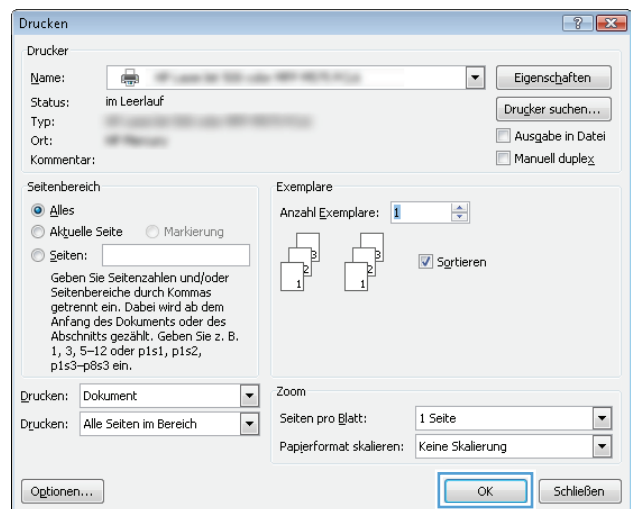 Drucken
Drucker
Name:
Eigenschaften
Status: im Leerlauf
Drucker suchen...
Typ:
Ort:
Ausgabe in Datei
Kommentar:
Manuell duplex
Seitenbereich
Alles
Aktuelle Seite Markierung
Seiten:
Geben Sie Seitenzahlen und/oder
Seitenbereiche durch Kommas
getrennt ein. Dabei wird ab dem
Anfang des Dokuments oder des
Abschnitts gezählt. Geben Sie z. B.
1, 3, 5–12 oder p1s1, p1s2,
p1s3–p8s3 ein.
Exemplare
Anzahl Exemplare: 1
3 3
2 2
1 1
Sortieren
Drucken: Dokument
Drucken: Alle Seiten im Bereich
Zoom
Seiten pro Blatt: 1 Seite
Papierformat skalieren: Keine Skalierung
Optionen...
OK
Schließen